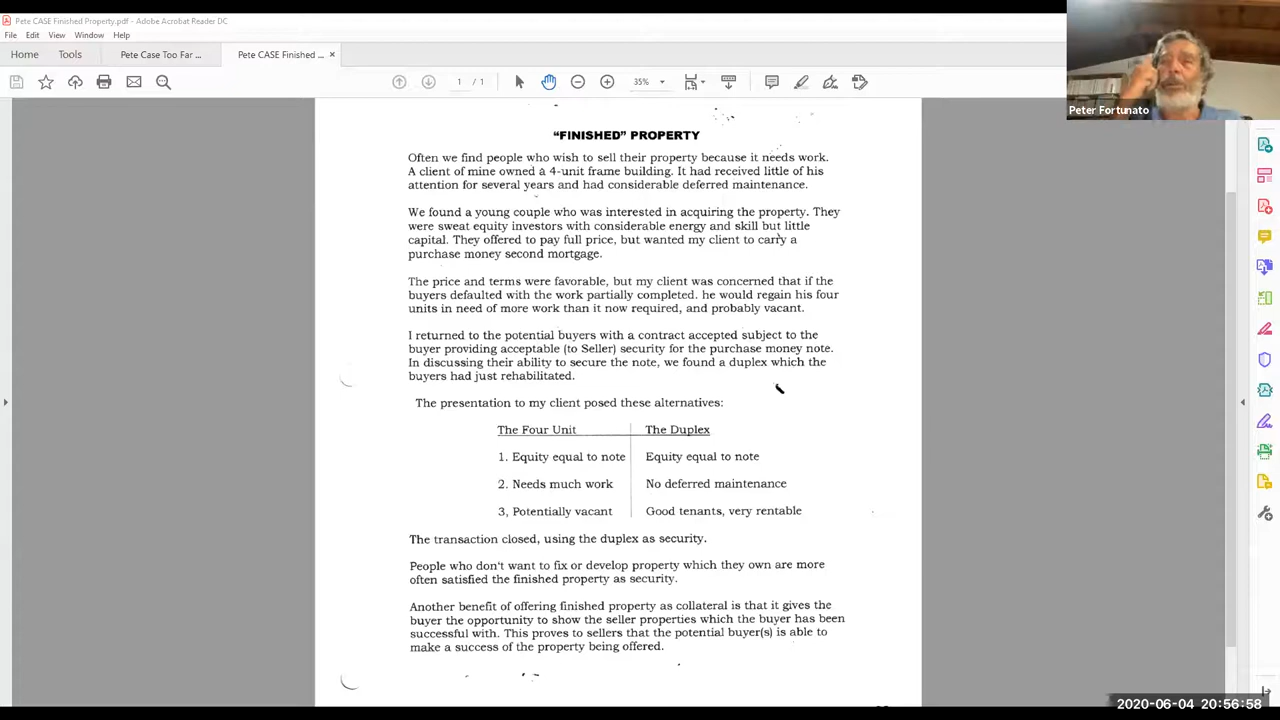 Pete CASE Finished Property.pdf - Adobe Acrobat Reader DC
File Edit View Window Help
Home Tools Pete Case Too Far ... Pete CASE Finished ... ×
1 / 1 35%
Peter Fortunato
"FINISHED" PROPERTY
Often we find people who wish to sell their property because it needs work.
A client of mine owned a 4-unit frame building. It had received little of his
attention for several years and had considerable deferred maintenance.
We found a young couple who was interested in acquiring the property. They
were sweat equity investors with considerable energy and skill but little
capital. They offered to pay full price, but wanted my client to carry a
purchase money second mortgage.
The price and terms were favorable, but my client was concerned that if the
buyers defaulted with the work partially completed. he would regain his four
units in need of more work than it now required, and probably vacant.
I returned to the potential buyers with a contract accepted subject to the
buyer providing acceptable (to Seller) security for the purchase money note.
In discussing their ability to secure the note, we found a duplex which the
buyers had just rehabilitated.
The presentation to my client posed these alternatives:
The Four Unit The Duplex
1. Equity equal to note Equity equal to note
2. Needs much work No deferred maintenance
3, Potentially vacant Good tenants, very rentable
The transaction closed, using the duplex as security.
People who don't want to fix or develop property which they own are more
often satisfied the finished property as security.
Another benefit of offering finished property as collateral is that it gives the
buyer the opportunity to show the seller properties which the buyer has been
successful with. This proves to sellers that the potential buyer(s) is able to
make a success of the property being offered.
2020-06-04 20:56:58